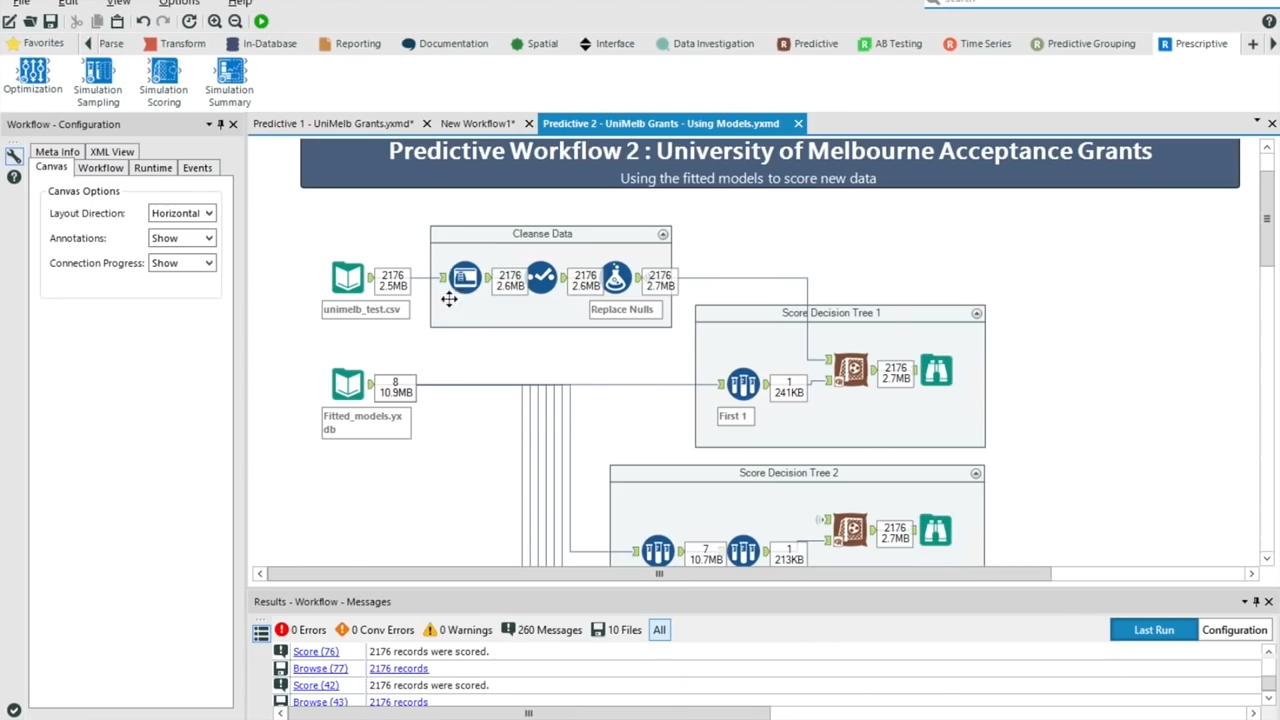 File Edit View Options Help
Search
Favorites Parse Transform In-Database Reporting Documentation Spatial Interface Data Investigation Predictive AB Testing Time Series Predictive Grouping Prescriptive
Optimization
Simulation Sampling
Simulation Scoring
Simulation Summary
Workflow - Configuration
Predictive 1 - UniMelb Grants.yxmd* New Workflow1* Predictive 2 - UniMelb Grants - Using Models.yxmd
Meta Info XML View
Canvas Workflow Runtime Events
Canvas Options
Layout Direction: Horizontal
Annotations: Show
Connection Progress: Show
Predictive Workflow 2 : University of Melbourne Acceptance Grants
Using the fitted models to score new data
Cleanse Data
2176
2.5MB
2176
2.6MB
2176
2.6MB
2176
2.7MB
unimelb_test.csv
Replace Nulls
Score Decision Tree 1
8
10.9MB
1
241KB
2176
2.7MB
Fitted_models.yx
db
First 1
Score Decision Tree 2
7
10.7MB
1
213KB
2176
2.7MB
Results - Workflow - Messages
0 Errors 0 Conv Errors 0 Warnings 260 Messages 10 Files All Last Run Configuration
Score (76) 2176 records were scored.
Browse (77) 2176 records
Score (42) 2176 records were scored.
Browse (43) 2176 records